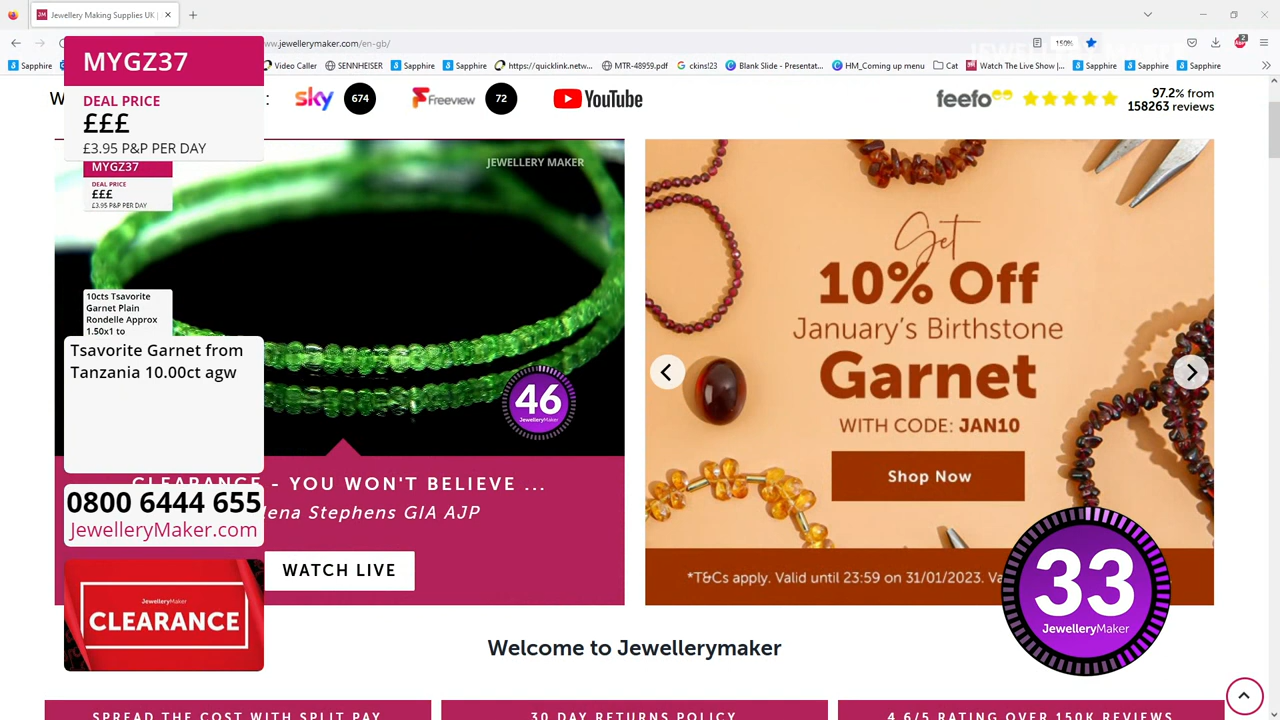 Jewellery Making Supplies UK |
ww.jewellerymaker.com/en-gb/
150%
2
Sapphire
Video Caller
SENNHEISER
Sapphire
Sapphire
https://quicklink.netw...
MTR-48959.pdf
ckins!23
Blank Slide - Presentat...
HM_Coming up menu
Cat
Watch The Live Show |...
Sapphire
Sapphire
Sapphire
JEWELLERY MAKER
MYGZ37
DEAL PRICE
£££
£3.95 P&P PER DAY
W
:
sky
674
Freeview
72
YouTube
feefo
97.2% from
158263 reviews
JEWELLERY MAKER
MYGZ37
DEAL PRICE
£££
£3.95 P&P PER DAY
10cts Tsavorite
Garnet Plain
Rondelle Approx
1.50x1 to
Tsavorite Garnet from
Tanzania 10.00ct agw
46
JewelleryMaker
CLEARANCE - YOU WON'T BELIEVE ...
lena Stephens GIA AJP
WATCH LIVE
0800 6444 655
JewelleryMaker.com
JewelleryMaker
CLEARANCE
Get
10% Off
January's Birthstone
Garnet
WITH CODE: JAN10
Shop Now
*T&Cs apply. Valid until 23:59 on 31/01/2023. Va
33
JewelleryMaker
Welcome to Jewellerymaker
SPREAD THE COST WITH SPLIT PAY
30 DAY RETURNS POLICY
4.6/5 RATING OVER 150K REVIEWS